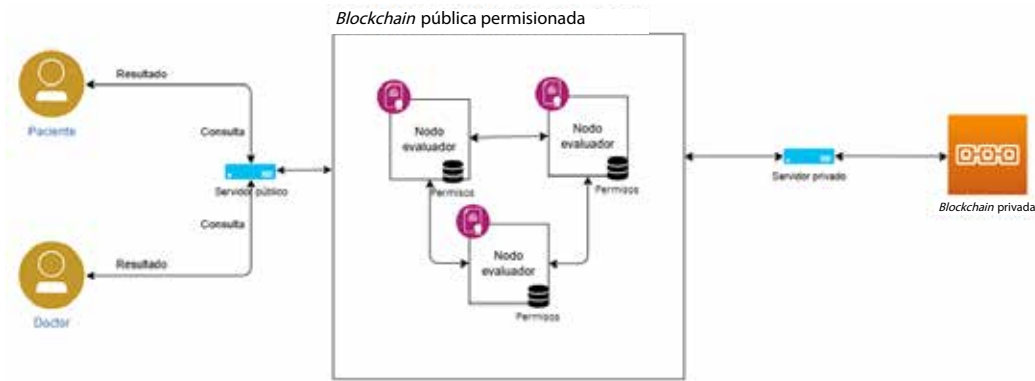 Blockchain pública permisionada
Resultado
Paciente
Consulta
Servidor público
Consulta
Resultado
Doctor
Nodo
evaluador
Permisos
Nodo
evaluador
Permisos
Nodo
evaluador
Permisos
Servidor privado
Blockchain privada